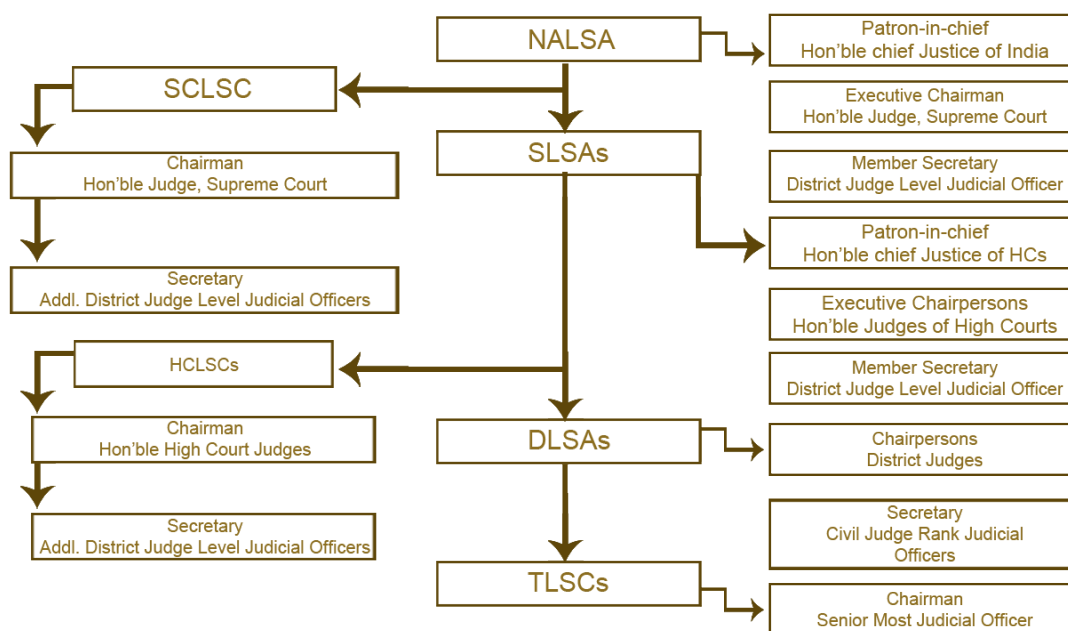 NALSA
Patron-in-chief
Hon'ble chief Justice of India
SCLSC
Executive Chairman
Hon'ble Judge, Supreme Court
SLSAs
Chairman
Hon'ble Judge, Supreme Court
Member Secretary
District Judge Level Judicial Officer
Patron-in-chief
Hon'ble chief Justice of HCs
Secretary
Addl. District Judge Level Judicial Officers
Executive Chairpersons
Hon'ble Judges of High Courts
HCLSCs
Member Secretary
District Judge Level Judicial Officer
Chairman
Hon'ble High Court Judges
DLSAs
Chairpersons
District Judges
Secretary
Addl. District Judge Level Judicial Officers
Secretary
Civil Judge Rank Judicial
Officers
TLSCs
Chairman
Senior Most Judicial Officer